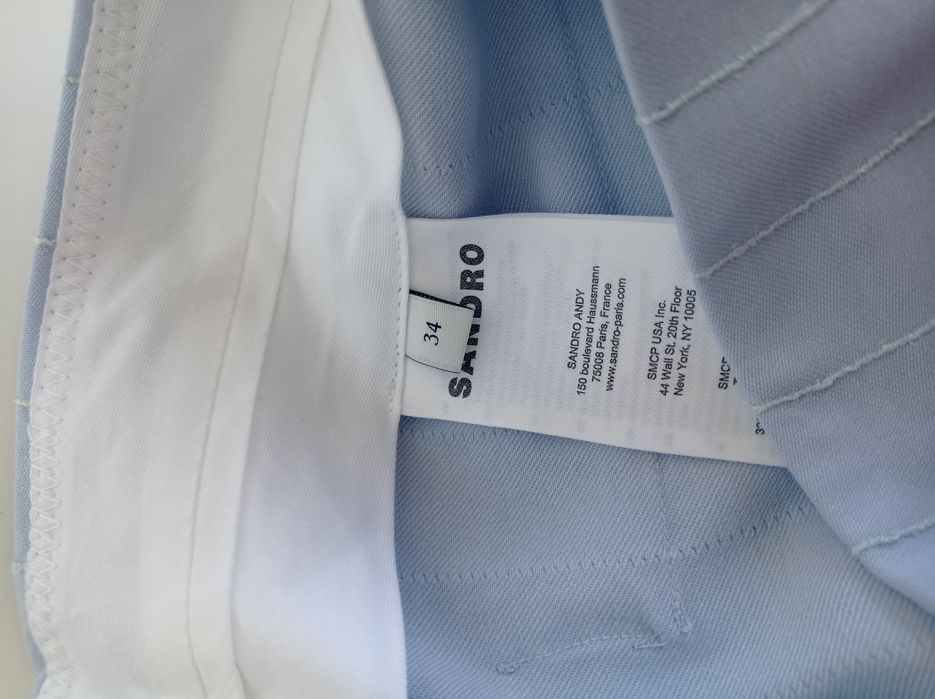 SANDRO
34
SANDRO ANDY
150 boulevard Haussmann
75008 Paris, France
www.sandro-paris.com
SMCP USA Inc.
44 Wall St. 20th Floor
New York, NY 10005
SMC